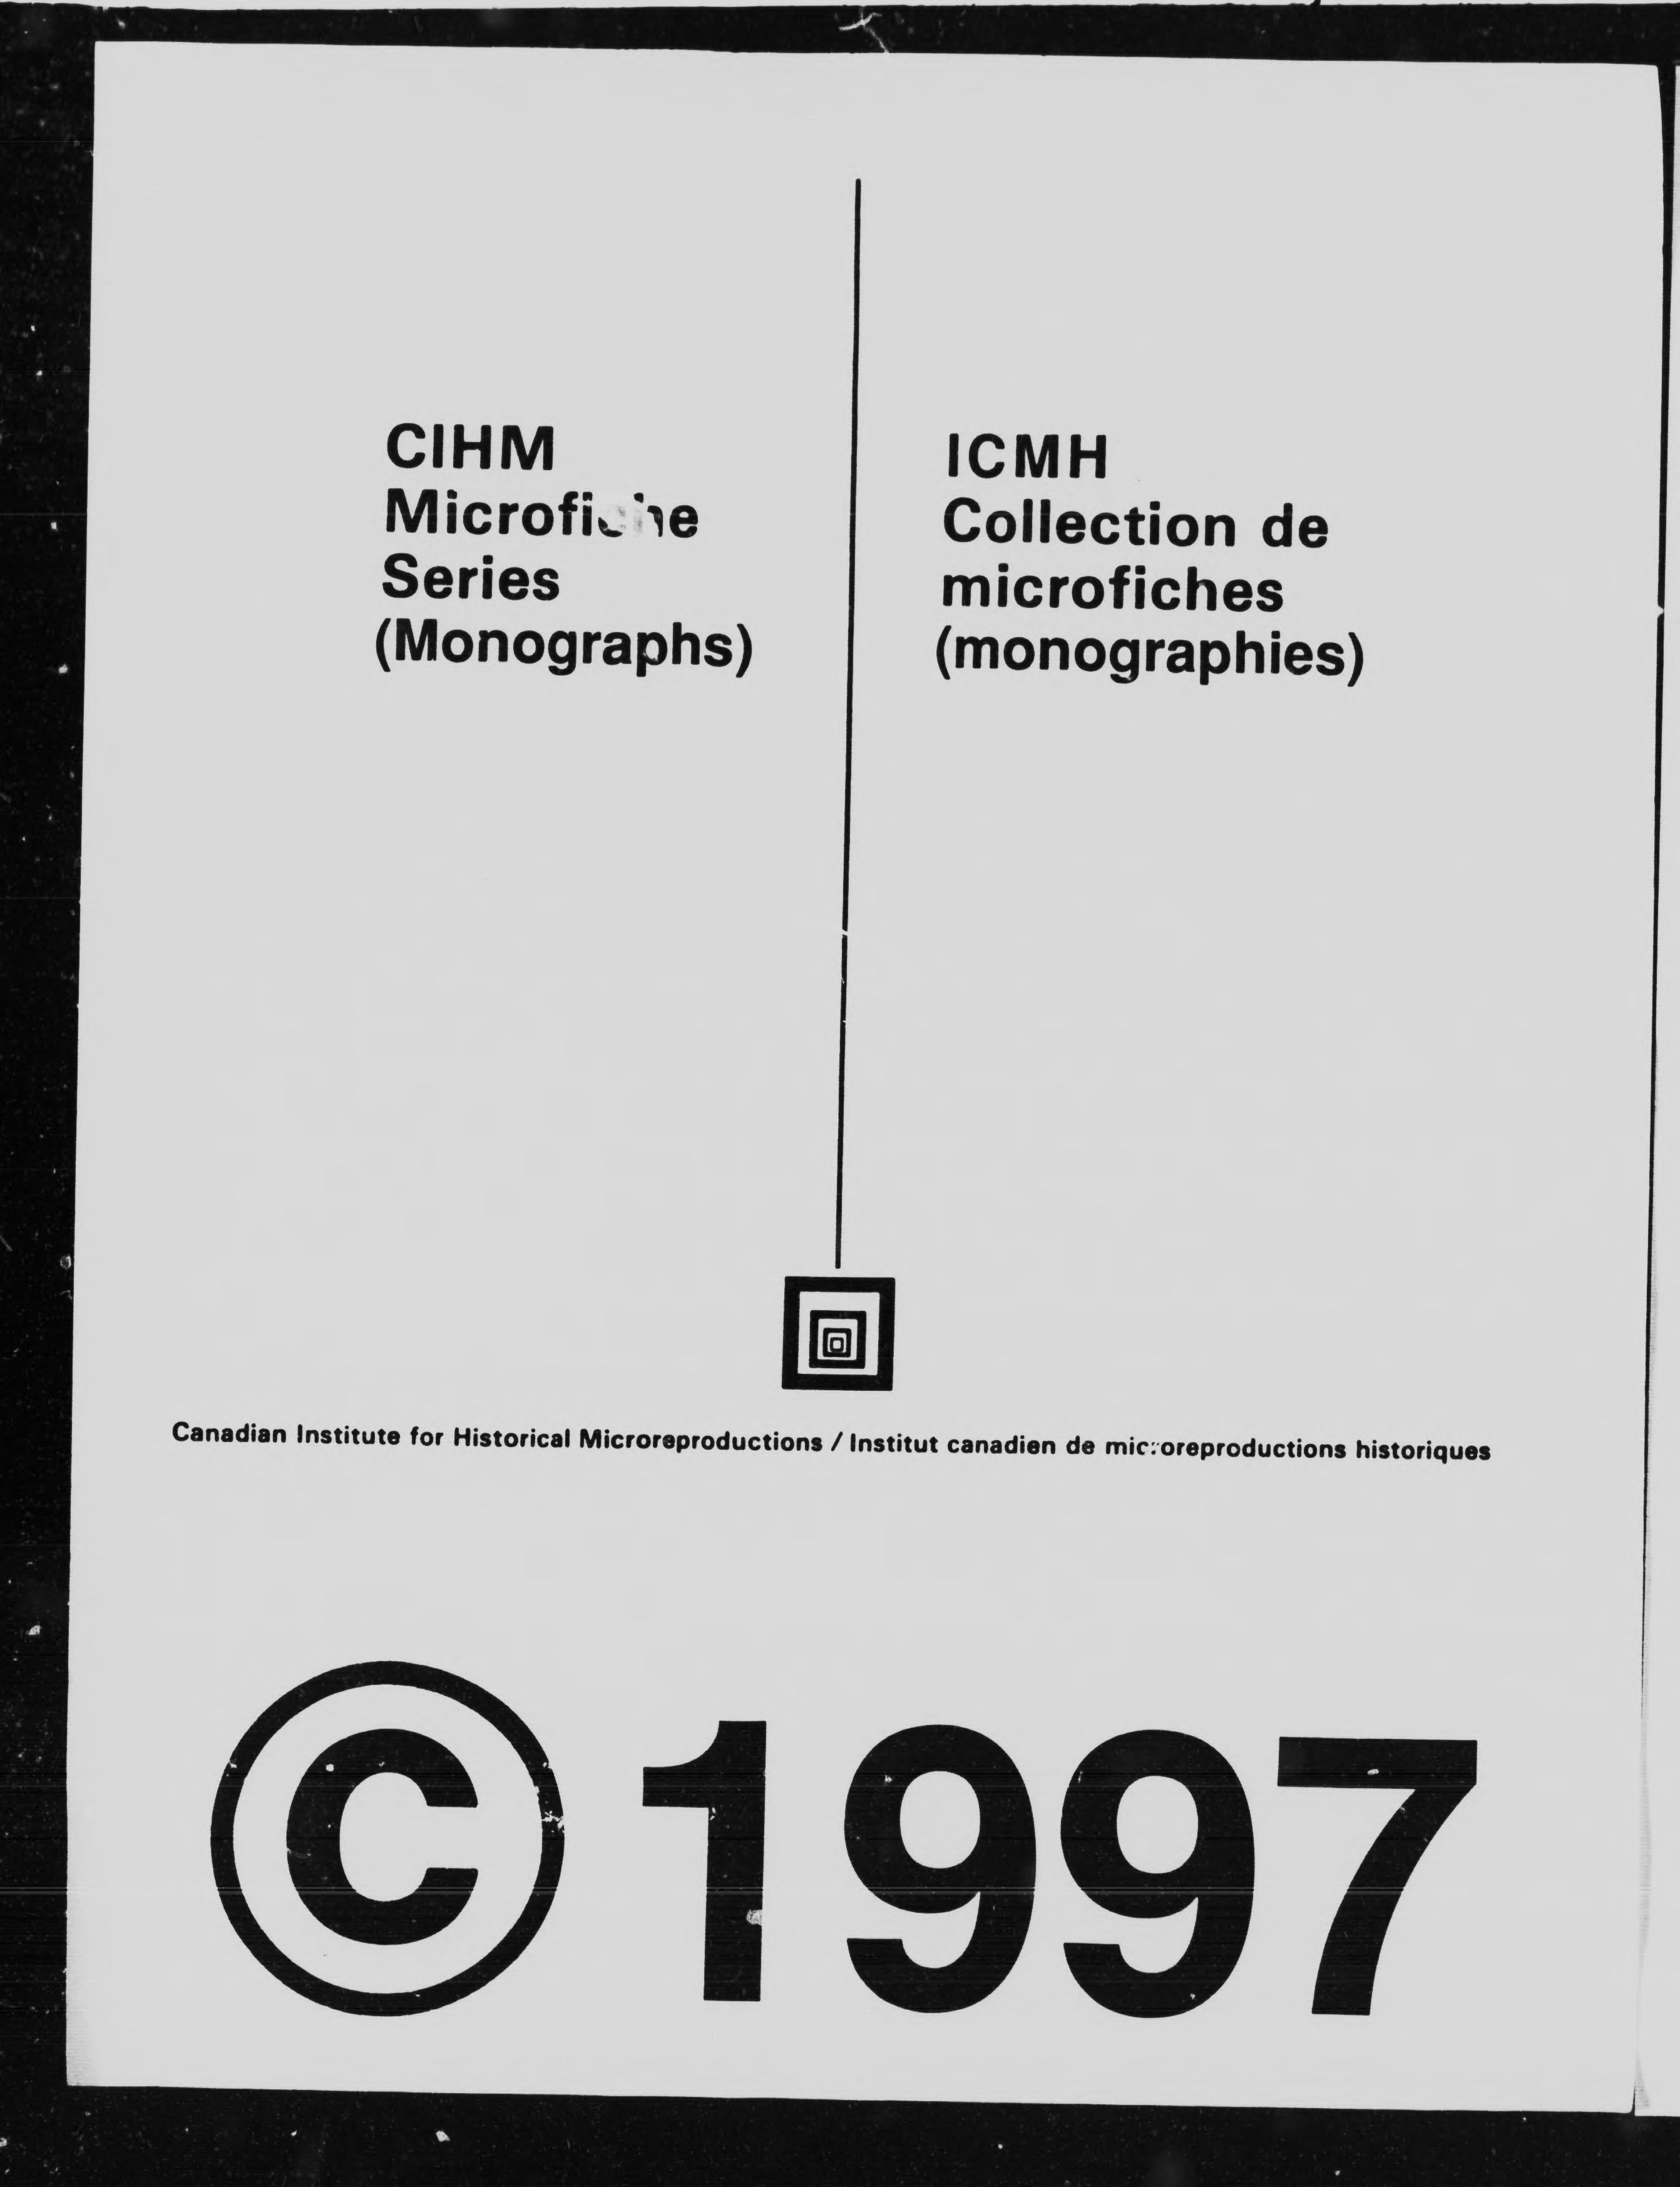 CIHM
Microfiche
Series
(Monographs)
ICMH
Collection de
microfiches
(monographies)
Canadian Institute for Historical Microreproductions / Institut canadien de microreproductions historiques
© 1997